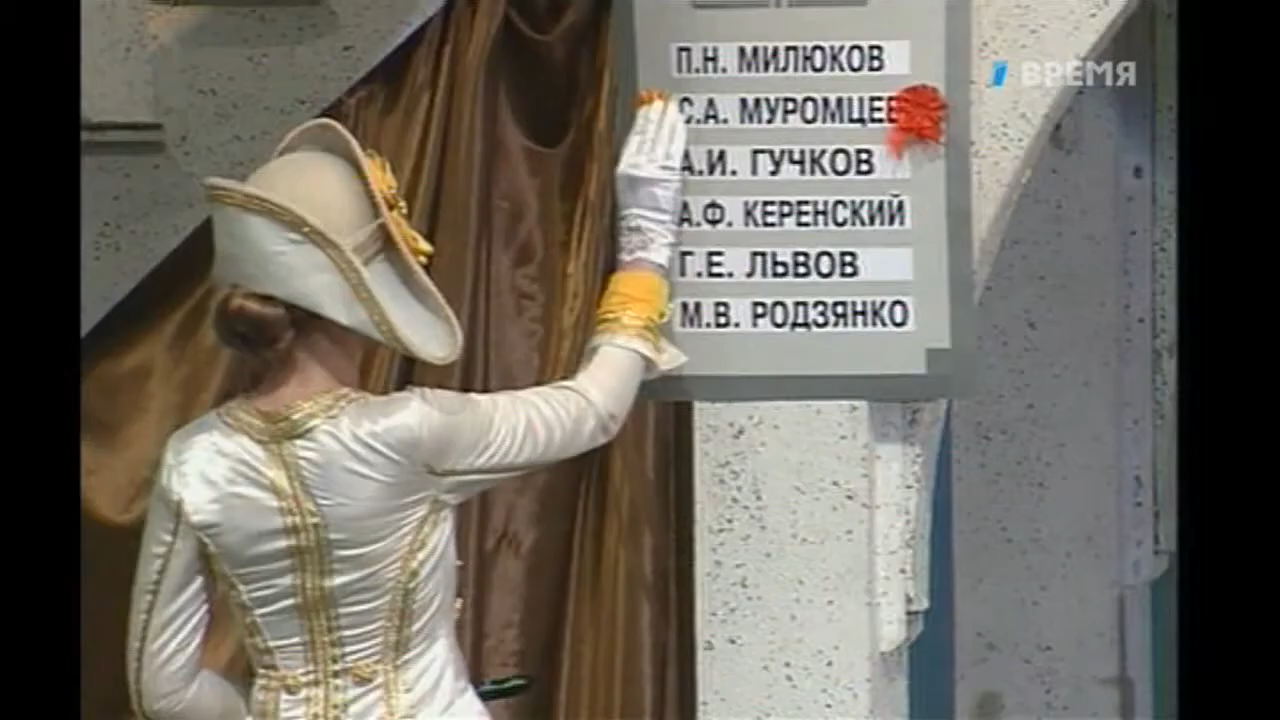 П.Н. МИЛЮКОВ
ВРЕМЯ
С.А. МУРОМЦЕВ
А.И. ГУЧКОВ
А.Ф. КЕРЕНСКИЙ
Г.Е. ЛЬВОВ
М.В. РОДЗЯНКО